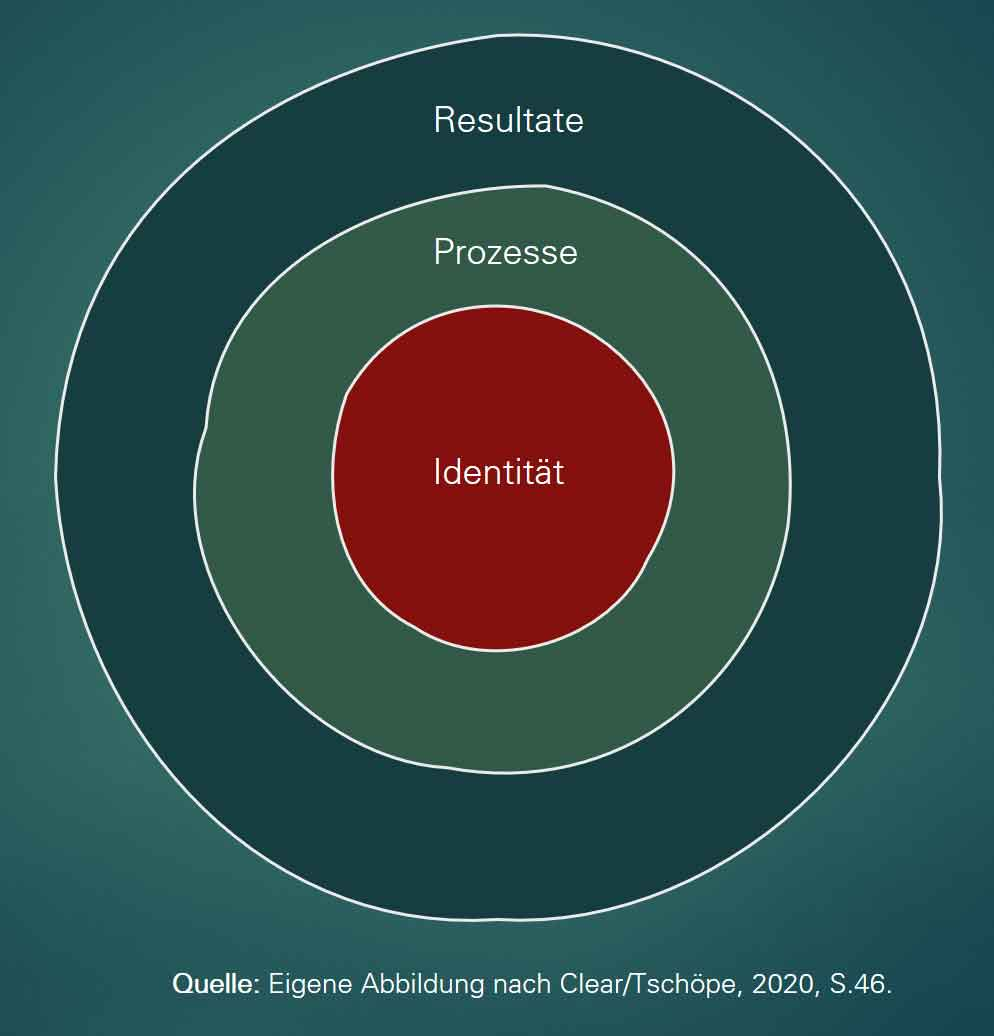 Resultate
Prozesse
Identität
Quelle: Eigene Abbildung nach Clear/Tschöpe, 2020, S.46.